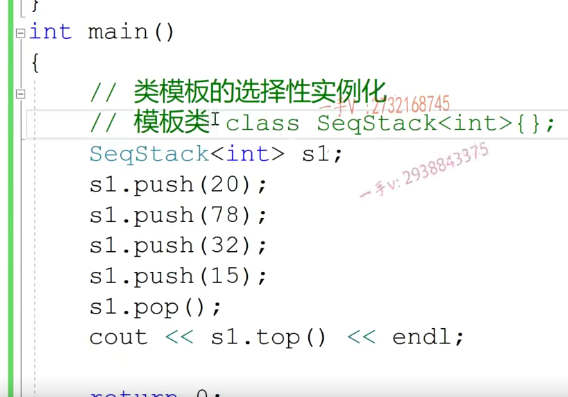 }
int main()
{
// 类模板的选择性实例化
一手V:2732168745
// 模板类 class SeqStack<int>{};
SeqStack<int> s1;
一手v:2938843375
s1.push(20);
s1.push(78);
s1.push(32);
s1.push(15);
s1.pop();
cout << s1.top() << endl;
return 0;